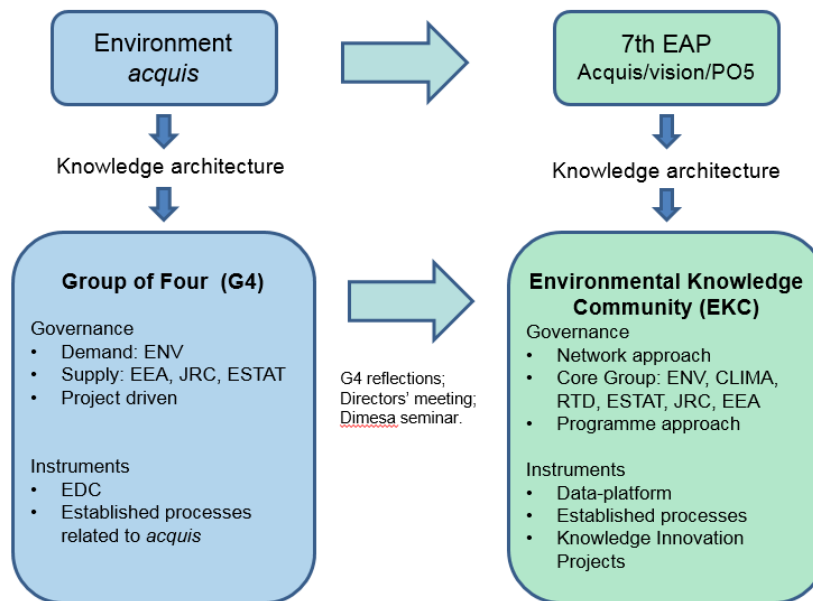 Environment
acquis
7th EAP
Acquis/vision/PO5
Knowledge architecture
Knowledge architecture
Group of Four (G4)
Governance
• Demand: ENV
• Supply: EEA, JRC, ESTAT
• Project driven
Instruments
• EDC
• Established processes
related to acquis
G4 reflections;
Directors' meeting;
Dimesa seminar.
Environmental Knowledge
Community (EKC)
Governance
• Network approach
• Core Group: ENV, CLIMA,
RTD, ESTAT, JRC, EEA
• Programme approach
Instruments
• Data-platform
• Established processes
• Knowledge Innovation
Projects